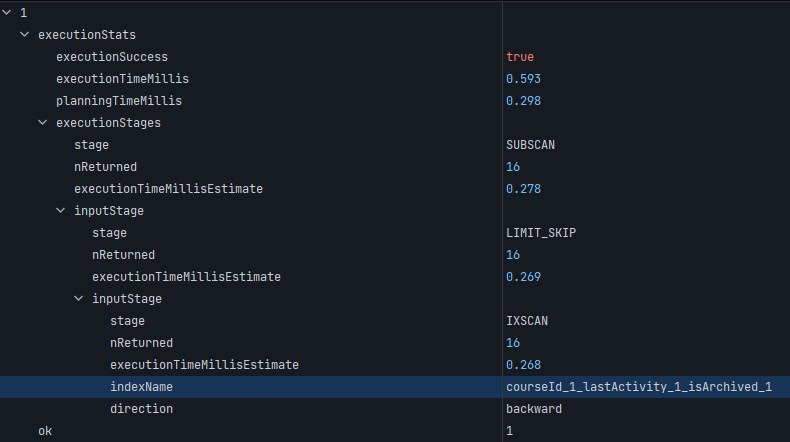 1
executionStats
executionSuccess true
executionTimeMillis 0.593
planningTimeMillis 0.298
executionStages
stage SUBSCAN
nReturned 16
executionTimeMillisEstimate 0.278
inputStage
stage LIMIT_SKIP
nReturned 16
executionTimeMillisEstimate 0.269
inputStage
stage IXSCAN
nReturned 16
executionTimeMillisEstimate 0.268
indexName courseId_1_lastActivity_1_isArchived_1
direction backward
ok 1